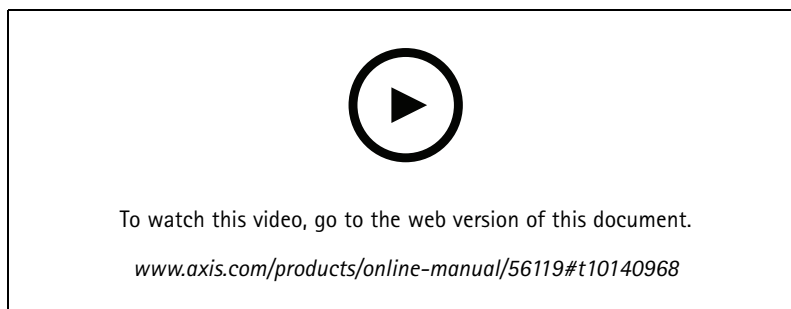 To watch this video, go to the web version of this document.
www.axis.com/products/online-manual/56119#t10140968